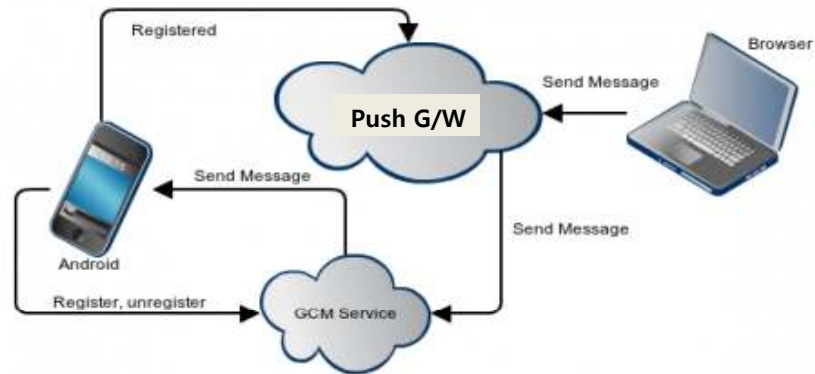 Registered
Browser
Send Message
Push G/W
Send Message
Send Message
Android
Register, unregister
GCM Service